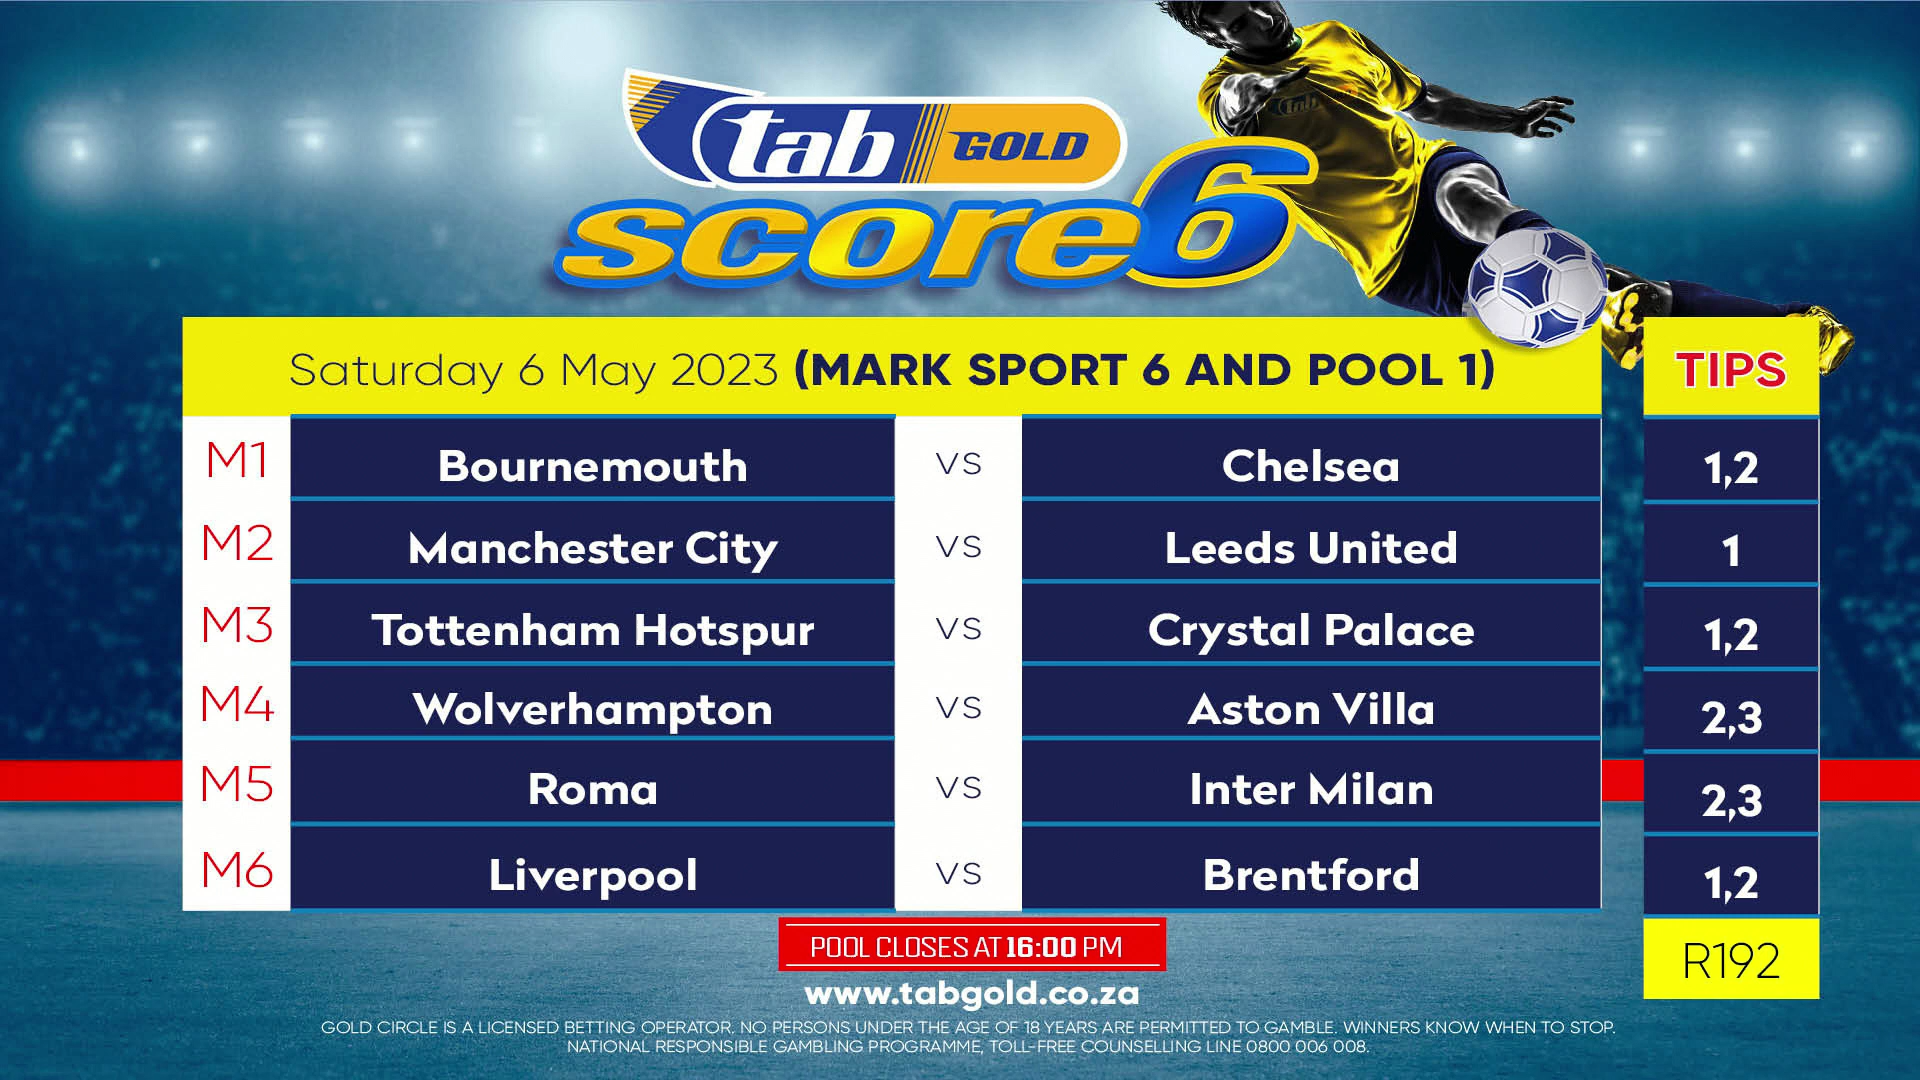 tab GOLD
score6
Saturday 6 May 2023 (MARK SPORT 6 AND POOL 1) TIPS
M1 Bournemouth VS Chelsea 1,2
M2 Manchester City VS Leeds United 1
M3 Tottenham Hotspur VS Crystal Palace 1,2
M4 Wolverhampton VS Aston Villa 2,3
M5 Roma VS Inter Milan 2,3
M6 Liverpool VS Brentford 1,2
POOL CLOSES AT 16:00 PM
R192
www.tabgold.co.za
GOLD CIRCLE IS A LICENSED BETTING OPERATOR. NO PERSONS UNDER THE AGE OF 18 YEARS ARE PERMITTED TO GAMBLE. WINNERS KNOW WHEN TO STOP.
NATIONAL RESPONSIBLE GAMBLING PROGRAMME, TOLL-FREE COUNSELLING LINE 0800 006 008.